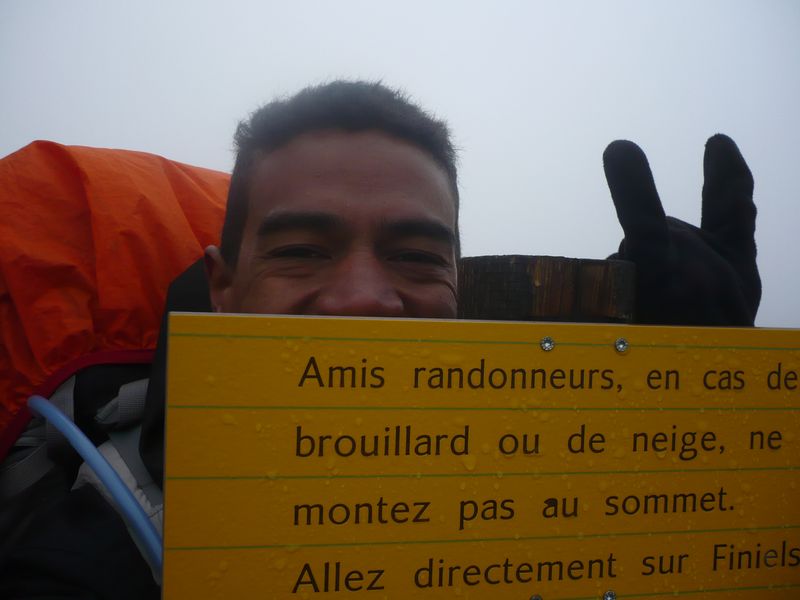 Amis randonneurs, en cas de
brouillard ou de neige, ne
montez pas au sommet.
Allez directement sur Finiels